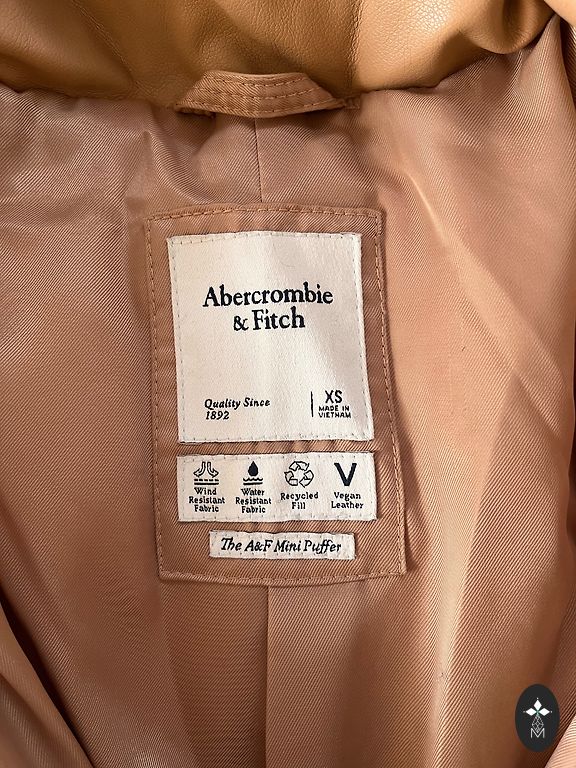 Abercrombie
& Fitch
Quality Since
1892
XS
MADE IN
VIETNAM
Wind
Resistant
Fabric
Water
Resistant
Fabric
Recycled
Fill
V
Vegan
Leather
The A&F Mini Puffer
M